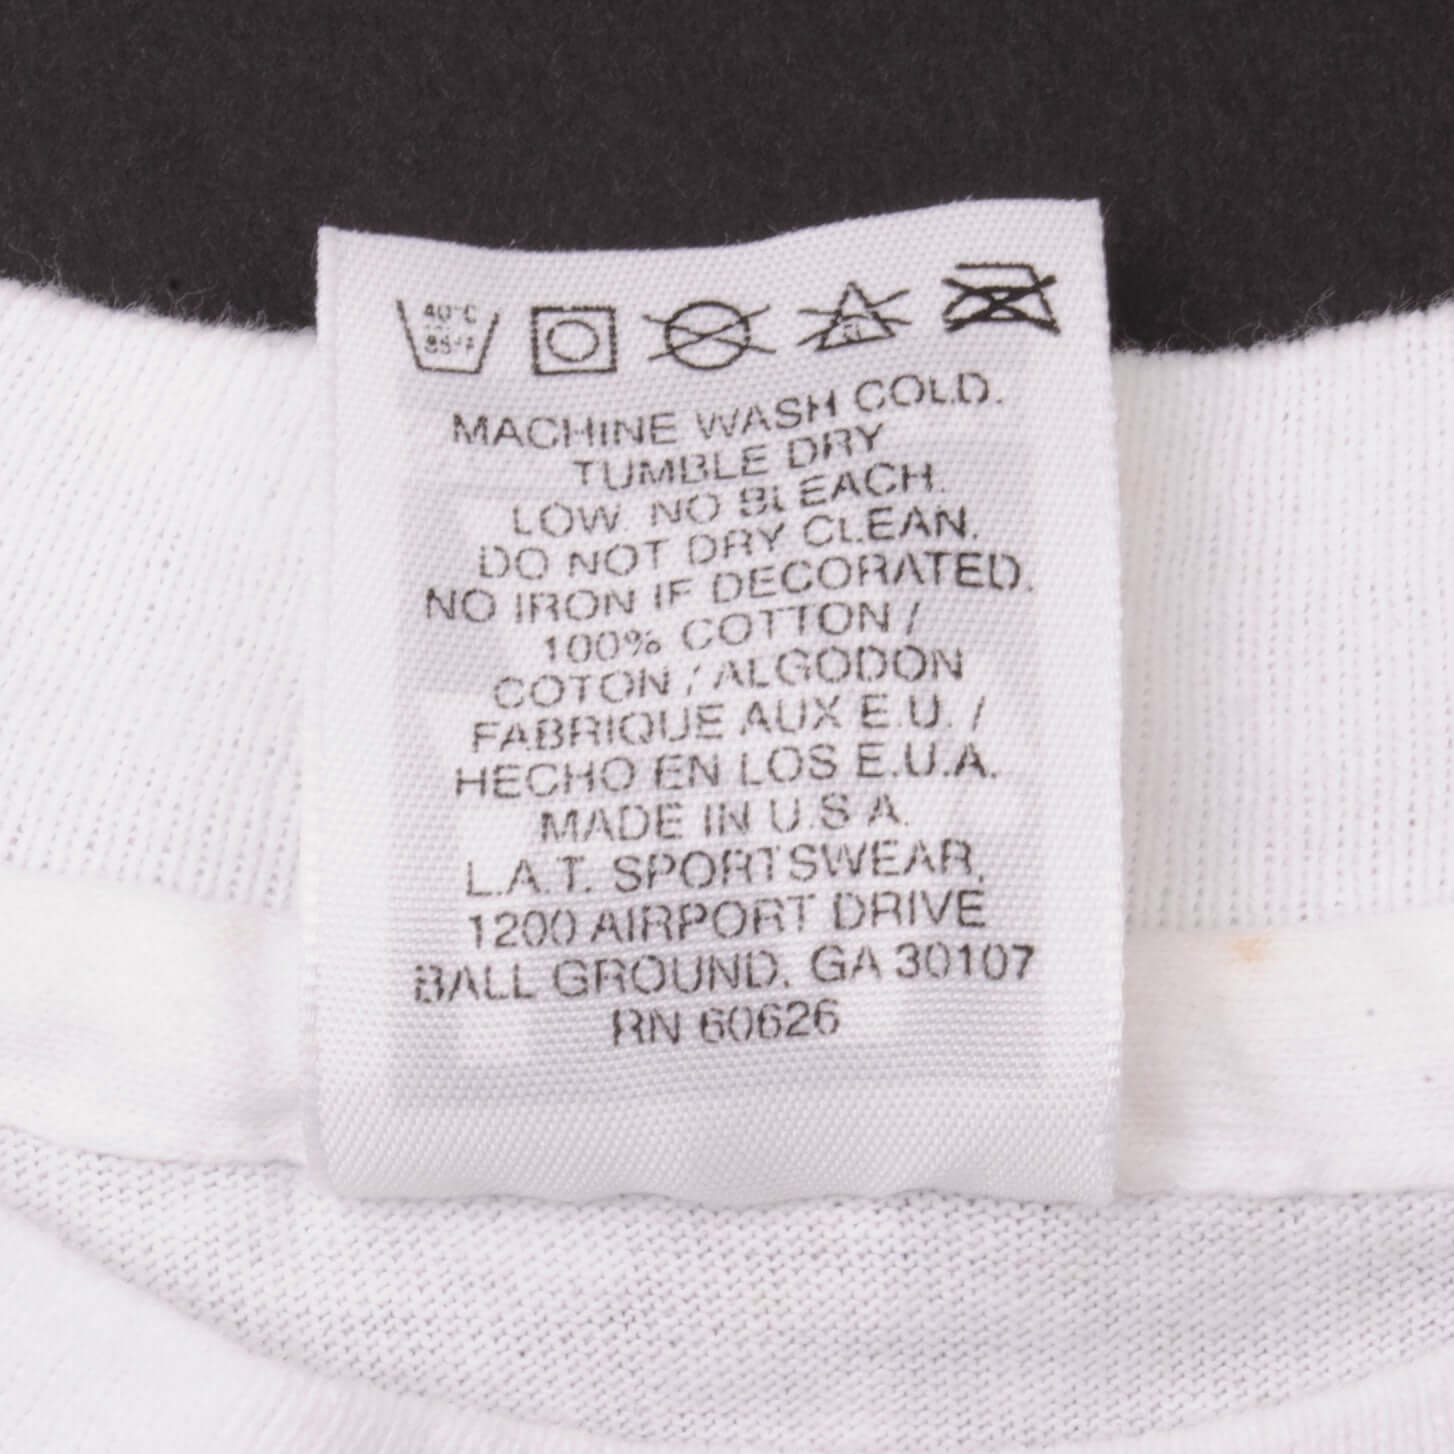 40°C
85°F
CL
MACHINE WASH COLD.
TUMBLE DRY
LOW. NO BLEACH.
DO NOT DRY CLEAN.
NO IRON IF DECORATED.
100% COTTON /
COTON / ALGODON
FABRIQUE AUX E.U. /
HECHO EN LOS E.U.A.
MADE IN U.S.A.
L.A.T. SPORTSWEAR,
1200 AIRPORT DRIVE
BALL GROUND, GA 30107
RN 60626